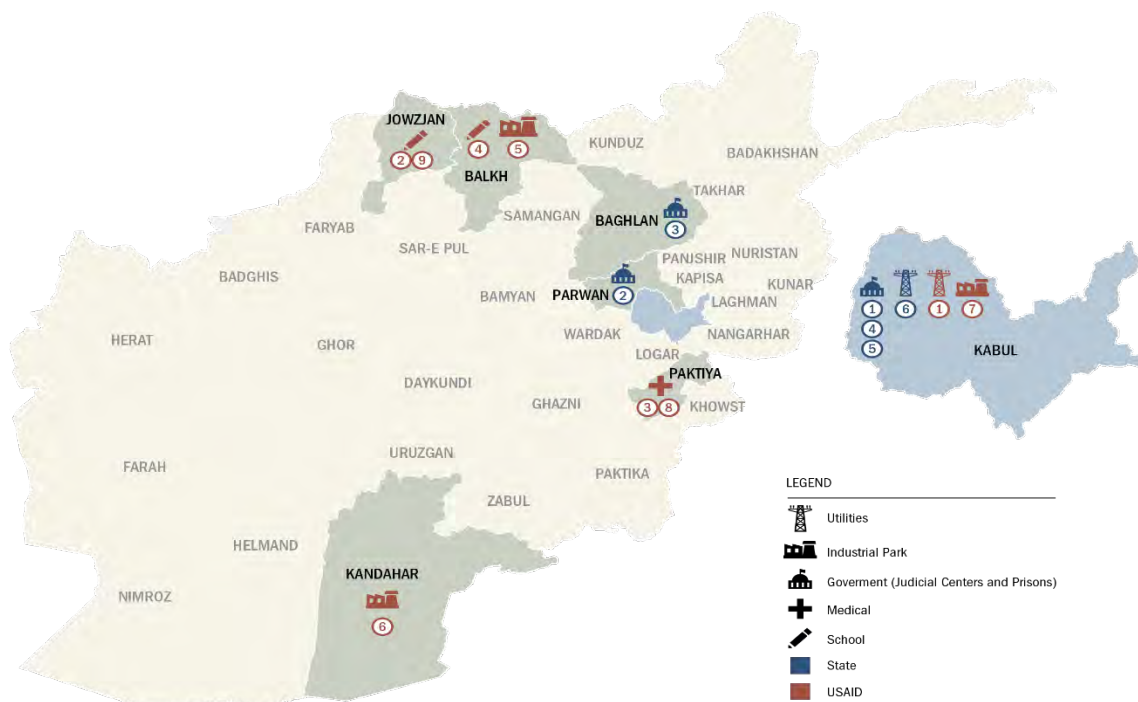 JOWZJAN
2 9
4
5
BALKH
KUNDUZ
BADAKHSHAN
TAKHAR
SAMANGAN
BAGHLAN
3
FARYAB
SAR-E PUL
BADGHIS
PANJSHIR
NURISTAN
KAPISA
KUNAR
BAMYAN
PARWAN
2
LAGHMAN
HERAT
GHOR
WARDAK
NANGARHAR
LOGAR
PAKTIYA
DAYKUNDI
GHAZNI
3 8
KHOWST
URUZGAN
FARAH
PAKTIKA
ZABUL
HELMAND
KANDAHAR
6
NIMROZ
1 6 1 7
4
5
KABUL
LEGEND
Utilities
Industrial Park
Goverment (Judicial Centers and Prisons)
Medical
School
State
USAID